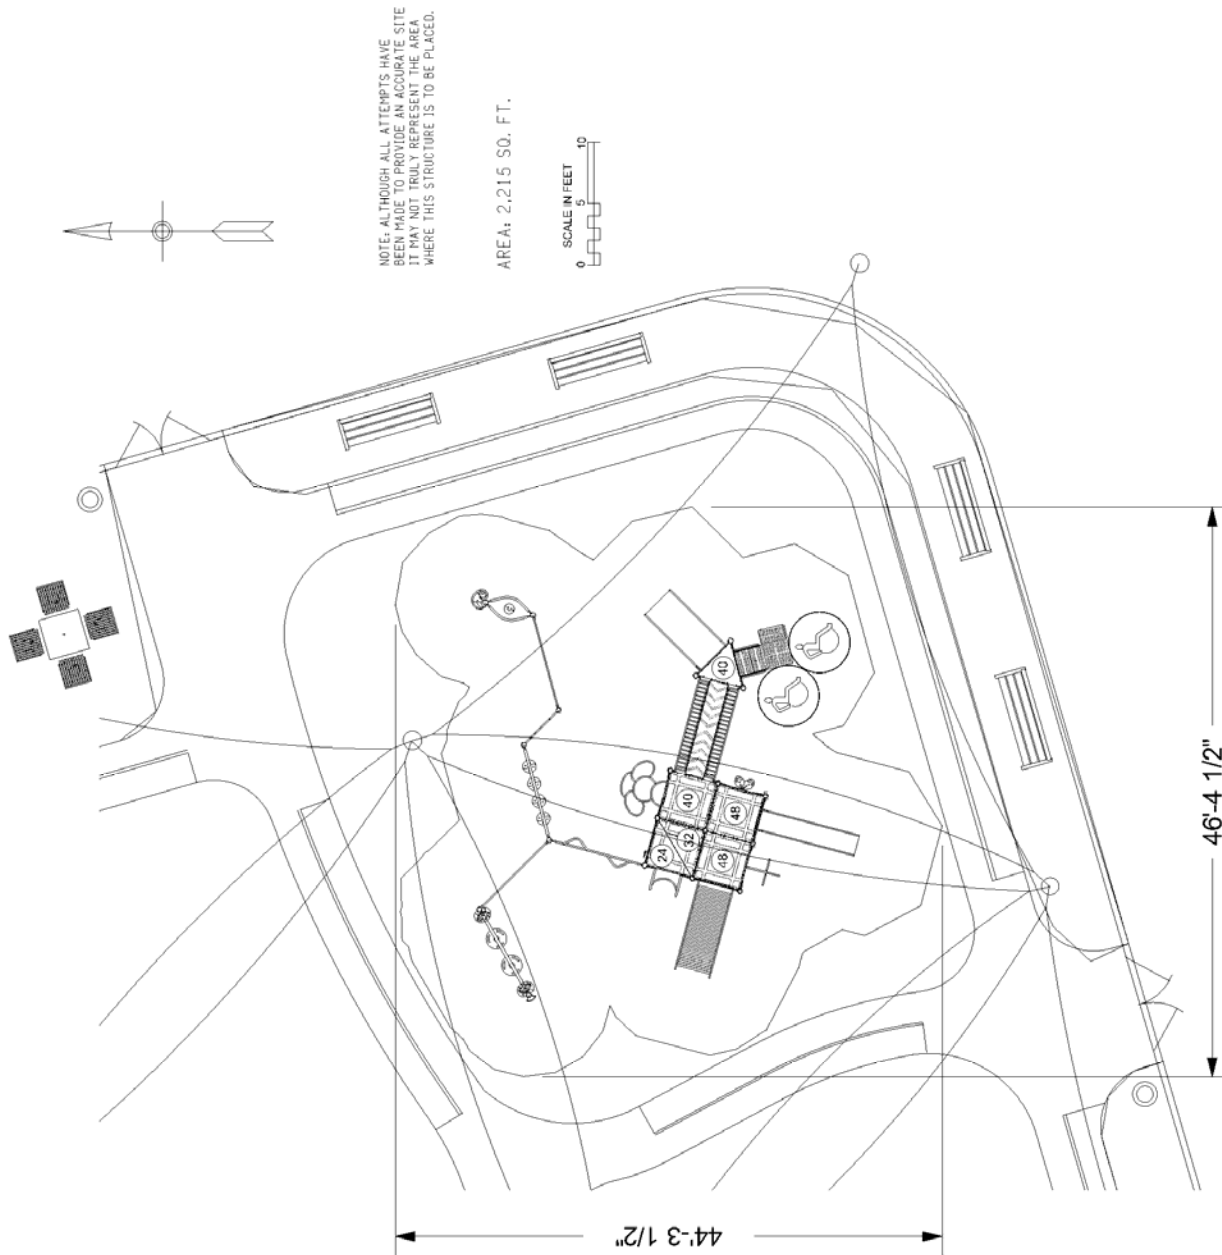 NOTE: ALTHOUGH ALL ATTEMPTS HAVE
BEEN MADE TO PROVIDE AN ACCURATE SITE
IT MAY NOT TRULY REPRESENT THE AREA
WHERE THIS STRUCTURE IS TO BE PLACED.
AREA: 2,215 SQ. FT.
SCALE IN FEET
0 5 10
40
40
48
32
24
48
46'-4 1/2"
44'-3 1/2"